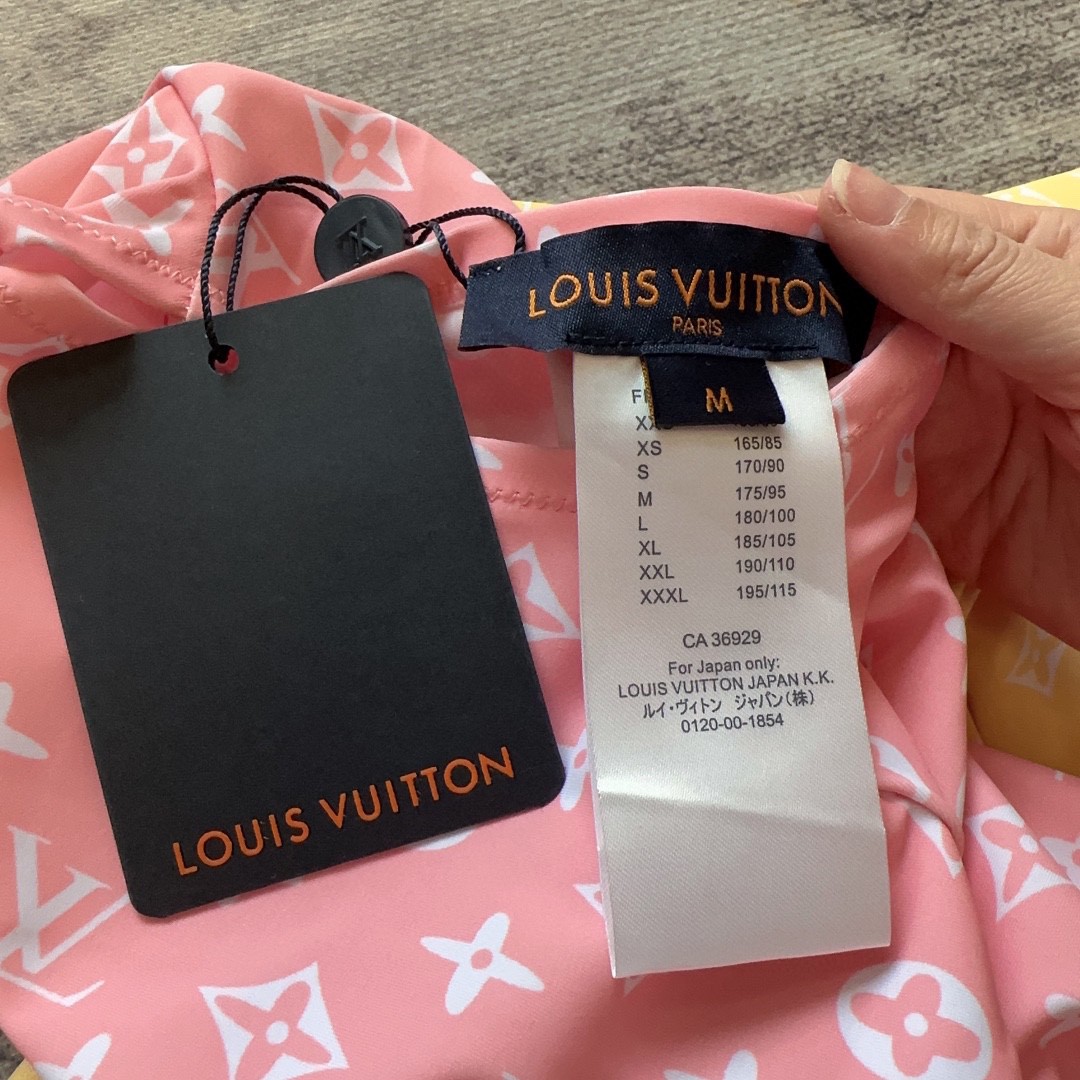 LOUIS VUITTON
PARIS
M
XS 165/85
S 170/90
M 175/95
L 180/100
XL 185/105
XXL 190/110
XXXL 195/115
CA 36929
For Japan only:
LOUIS VUITTON JAPAN K.K.
ルイ・ヴィトン ジャパン(株)
0120-00-1854
LOUIS VUITTON